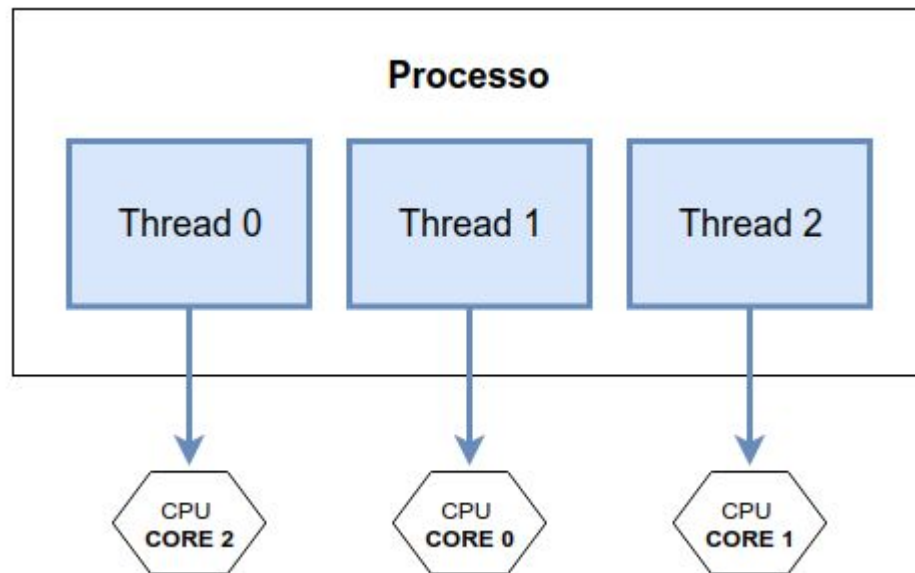 Processo
Thread 0
Thread 1
Thread 2
CPU
CORE 2
CPU
CORE 0
CPU
CORE 1